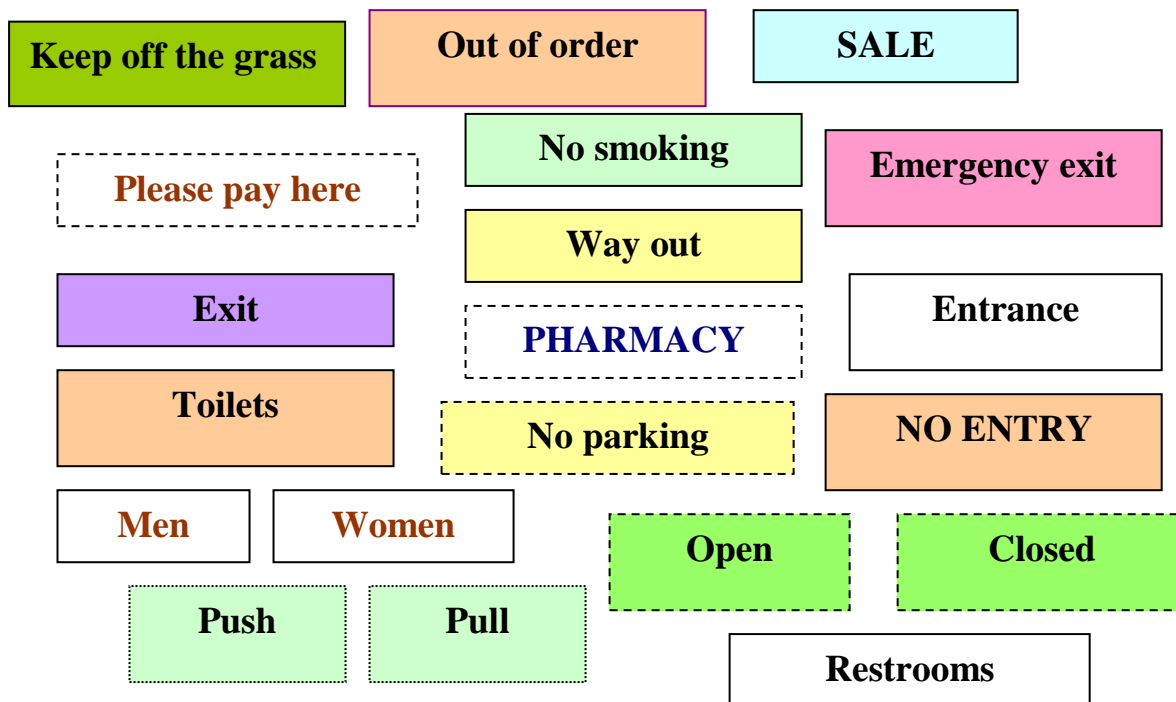 Keep off the grass
Out of order
SALE
No smoking
Emergency exit
Please pay here
Way out
Exit
Entrance
PHARMACY
Toilets
No parking
NO ENTRY
Men
Women
Open
Closed
Push
Pull
Restrooms